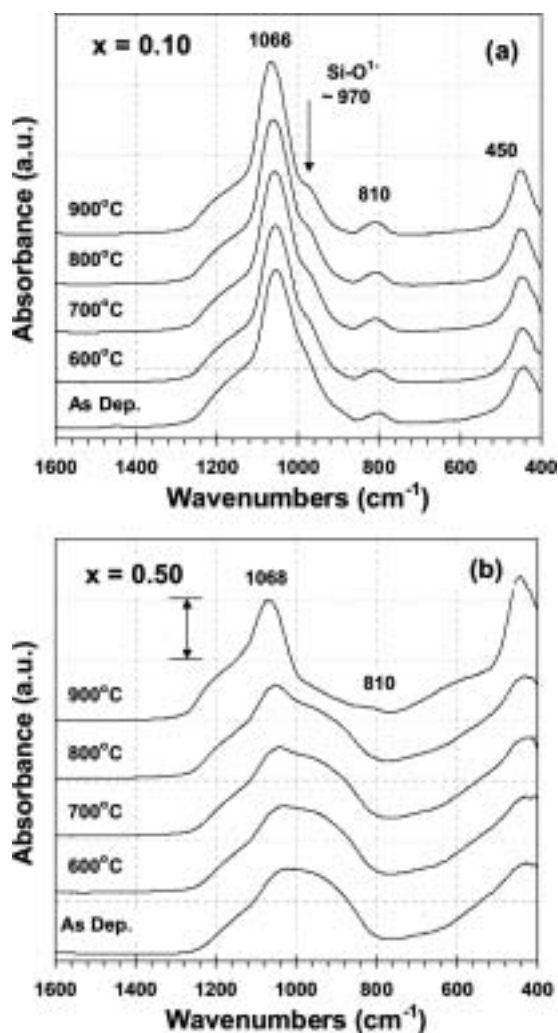 x = 0.10
1066
(a)
Si-O¹⁻
~ 970
810
450
900°C
800°C
700°C
600°C
As Dep.
Absorbance (a.u.)
1600 1400 1200 1000 800 600 400
Wavenumbers (cm⁻¹)
x = 0.50
1068
(b)
810
900°C
800°C
700°C
600°C
As Dep.
Absorbance (a.u.)
1600 1400 1200 1000 800 600 400
Wavenumbers (cm⁻¹)